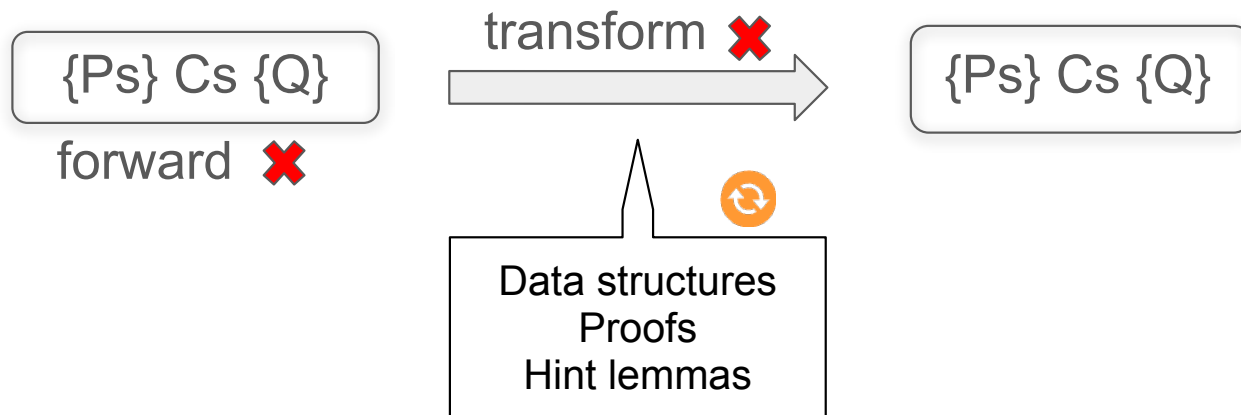 transform
{Ps} Cs {Q}
{Ps} Cs {Q}
forward
Data structures
Proofs
Hint lemmas